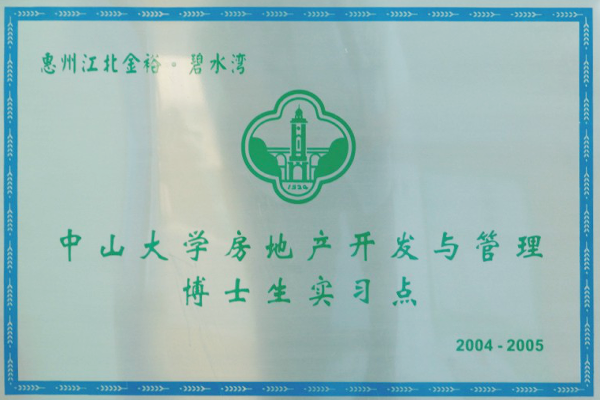 惠州江北金裕·碧水湾
1924
中山大学房地产开发与管理
博士生实习点
2004-2005